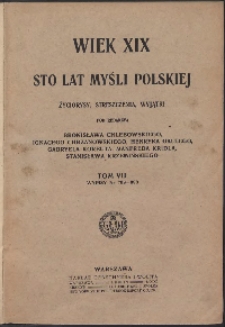 WIEK XIX
STO LAT MYŚLI POLSKIEJ
ŻYCIORYSY, STRESZCZENIA, WYJĄTKI
POD REDAKCYĄ
BRONISŁAWA CHLEBOWSKIEGO,
IGNACEGO CHRZANOWSKIEGO, HENRYKA GALLEGO,
GABRYELA KORBUTA, MANFREDA KRIDLA,
STANISŁAWA KRZEMIŃSKIEGO
TOM VII
WARSZAWA